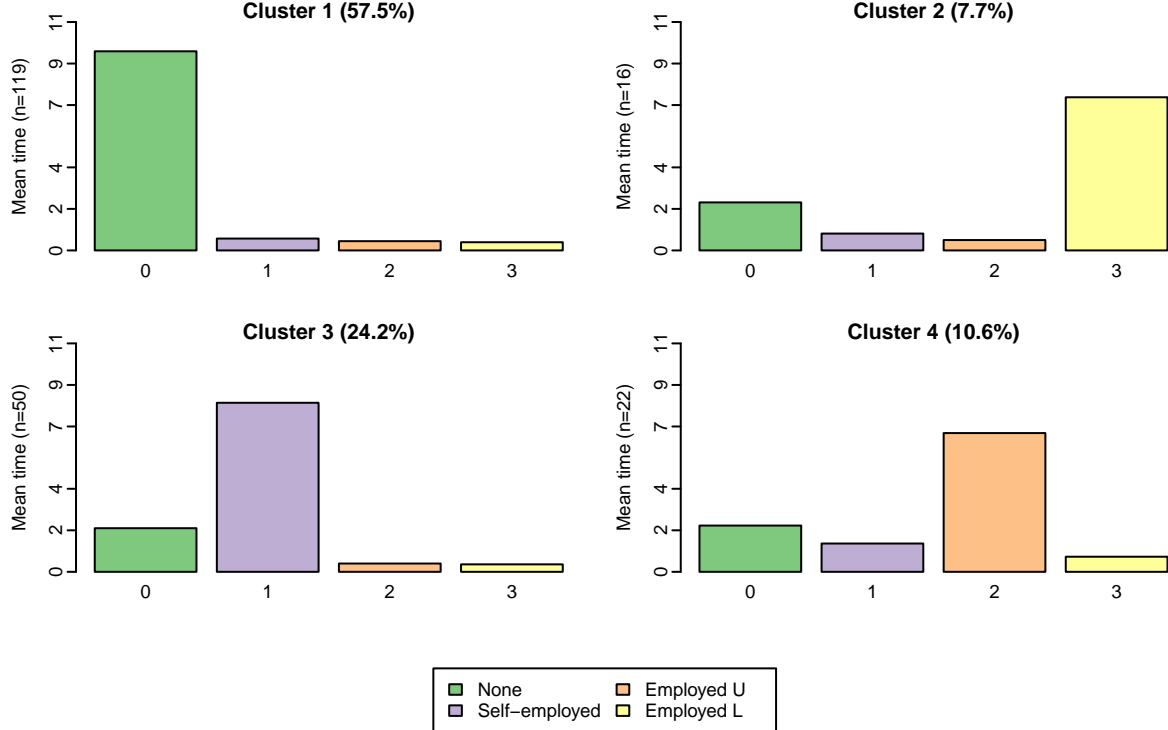 Cluster 1 (57.5%)
Mean time (n=119)
0 2 4 7 9 11
0 1 2 3
Cluster 2 (7.7%)
Mean time (n=16)
0 2 4 7 9 11
0 1 2 3
Cluster 3 (24.2%)
Mean time (n=50)
0 2 4 7 9 11
0 1 2 3
Cluster 4 (10.6%)
Mean time (n=22)
0 2 4 7 9 11
0 1 2 3
None Employed U
Self−employed Employed L